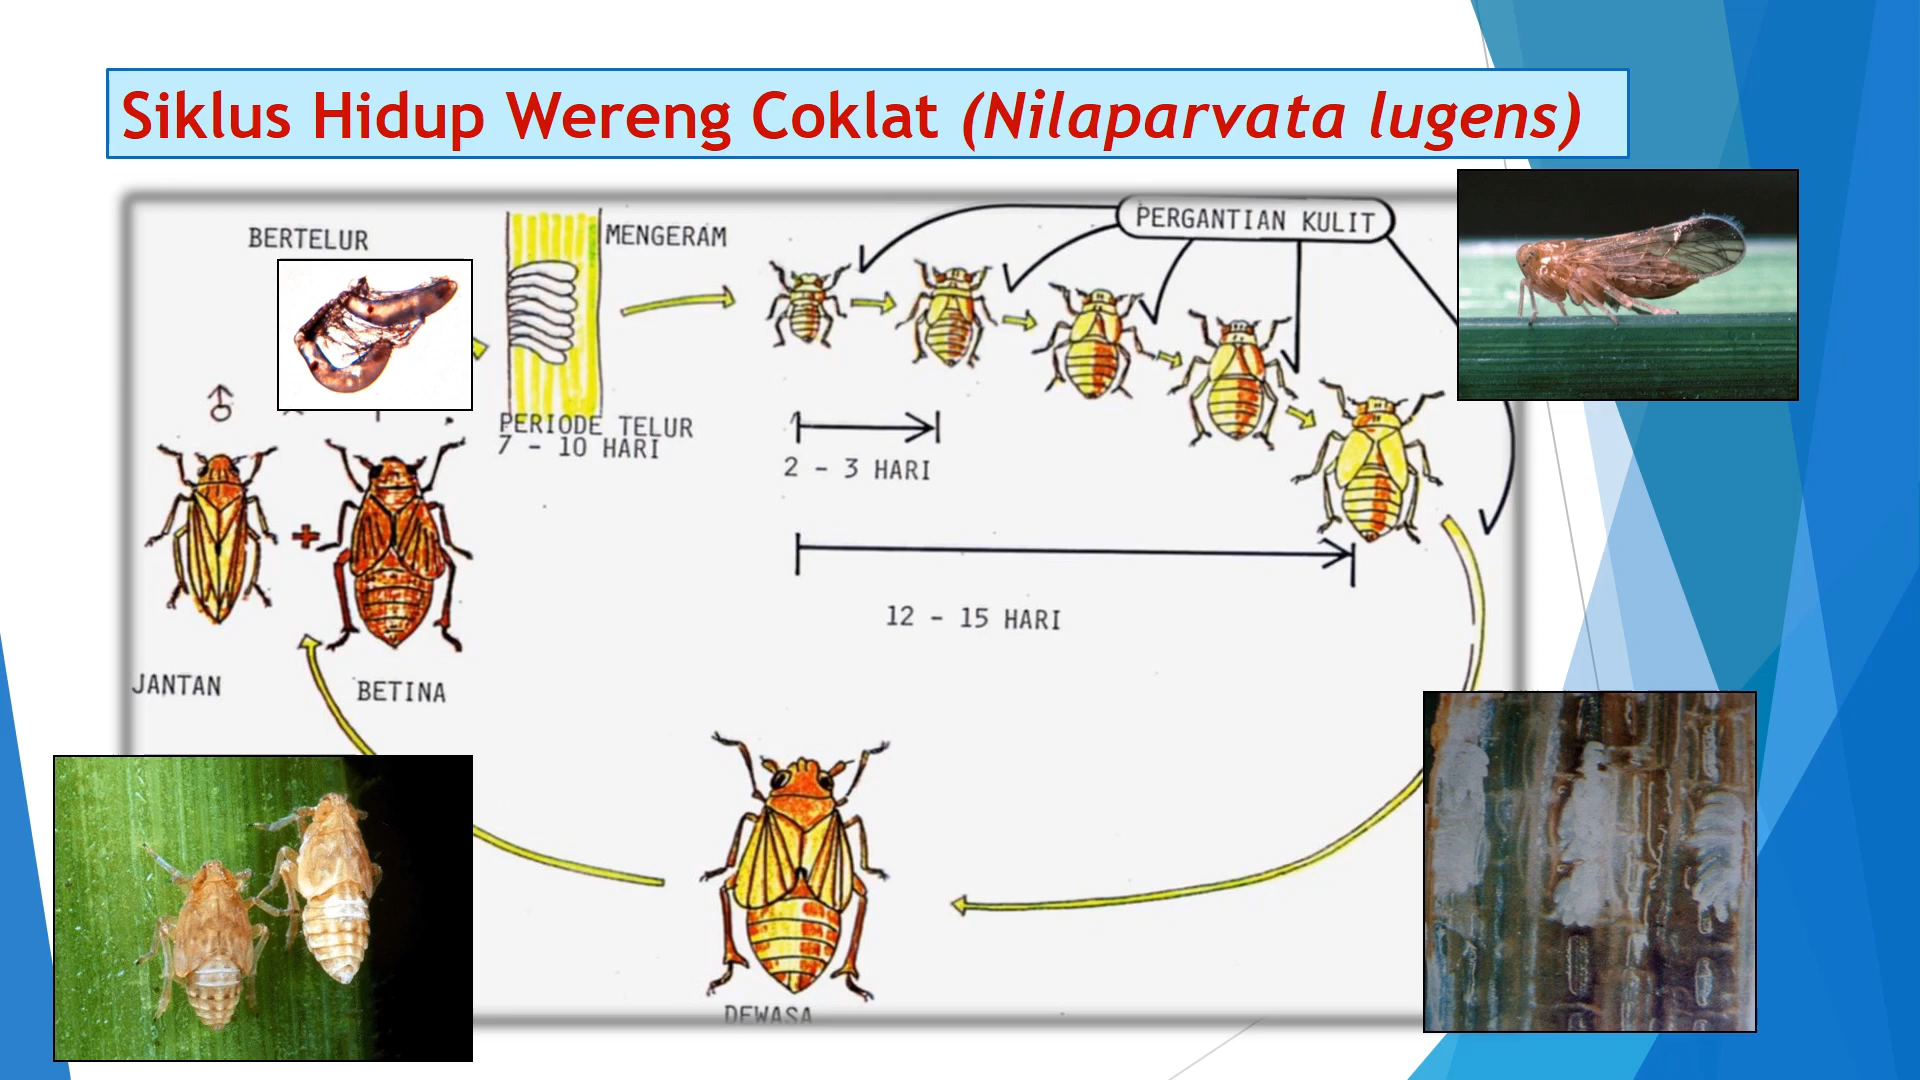 Siklus Hidup Wereng Coklat (Nilaparvata lugens)
BERTELUR
MENGERAM
PERGANTIAN KULIT
PERIODE TELUR
7 - 10 HARI
2 - 3 HARI
12 - 15 HARI
JANTAN
BETINA
DEWASA